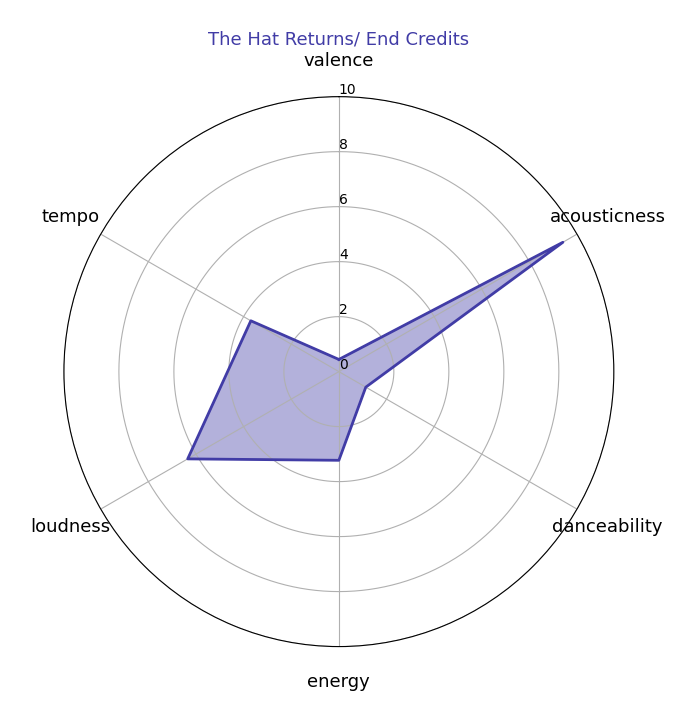 The Hat Returns/ End Credits
valence
10
8
tempo
6
acousticness
4
2
0
loudness
danceability
energy